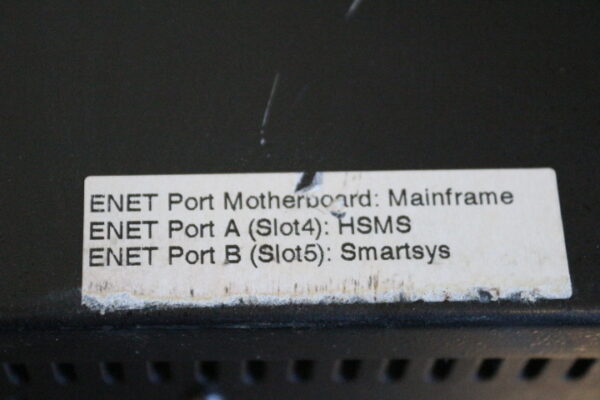 ENET Port Motherboard: Mainframe
ENET Port A (Slot4): HSMS
ENET Port B (Slot5): Smartsys